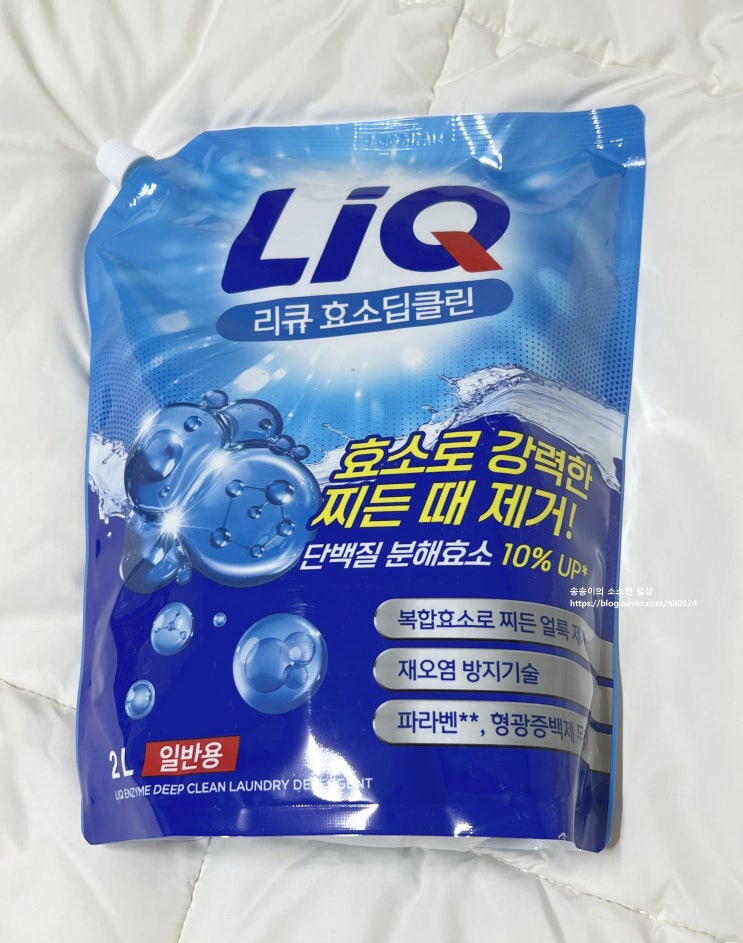 LiQ
리큐 효소딥클린
효소로 강력한
찌든 때 제거!
단백질 분해효소 10% UP*
송송이의 소소한 일상
https://blog.naver.com/nii0924
복합효소로 찌든 얼룩
재오염 방지기술
파라벤**, 형광증백제
2L 일반용
LIQ ENZYME DEEP CLEAN LAUNDRY DETERGENT